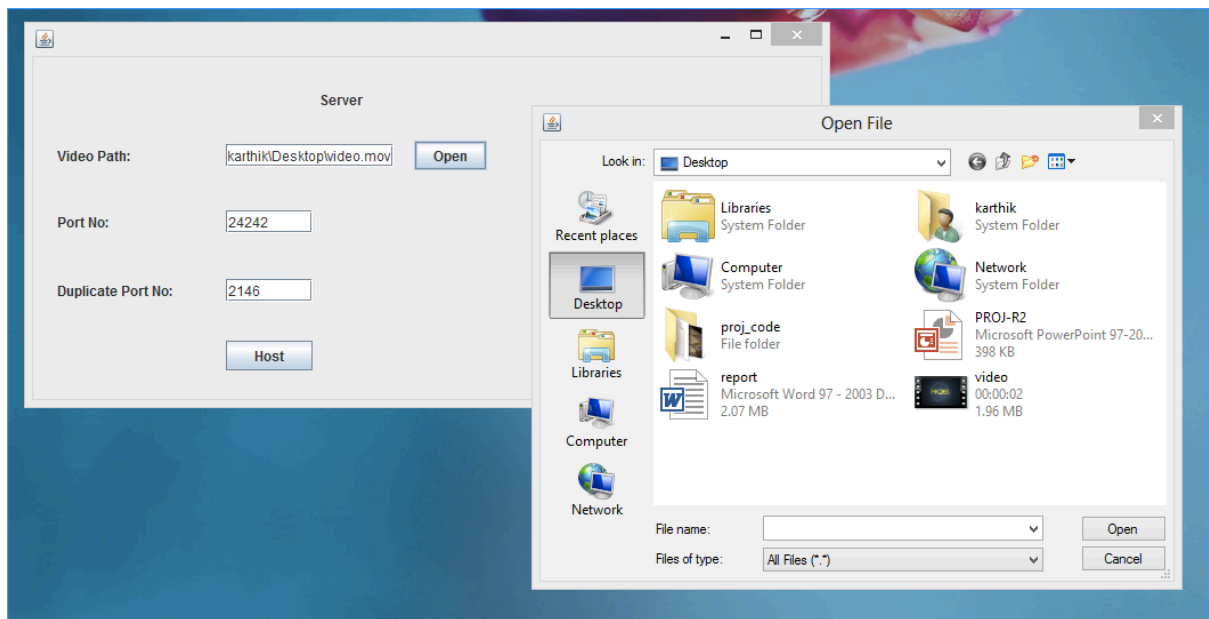 Server
Video Path:
karthik\Desktop\video.mov
Open
Port No:
24242
Duplicate Port No:
2146
Host
Open File
Look in:
Desktop
Recent places
Desktop
Libraries
Computer
Network
Libraries
System Folder
karthik
System Folder
Computer
System Folder
Network
System Folder
proj_code
File folder
PROJ-R2
Microsoft PowerPoint 97-20...
398 KB
report
Microsoft Word 97 - 2003 D...
2.07 MB
video
00:00:02
1.96 MB
File name:
Open
Files of type:
All Files (*.*)
Cancel